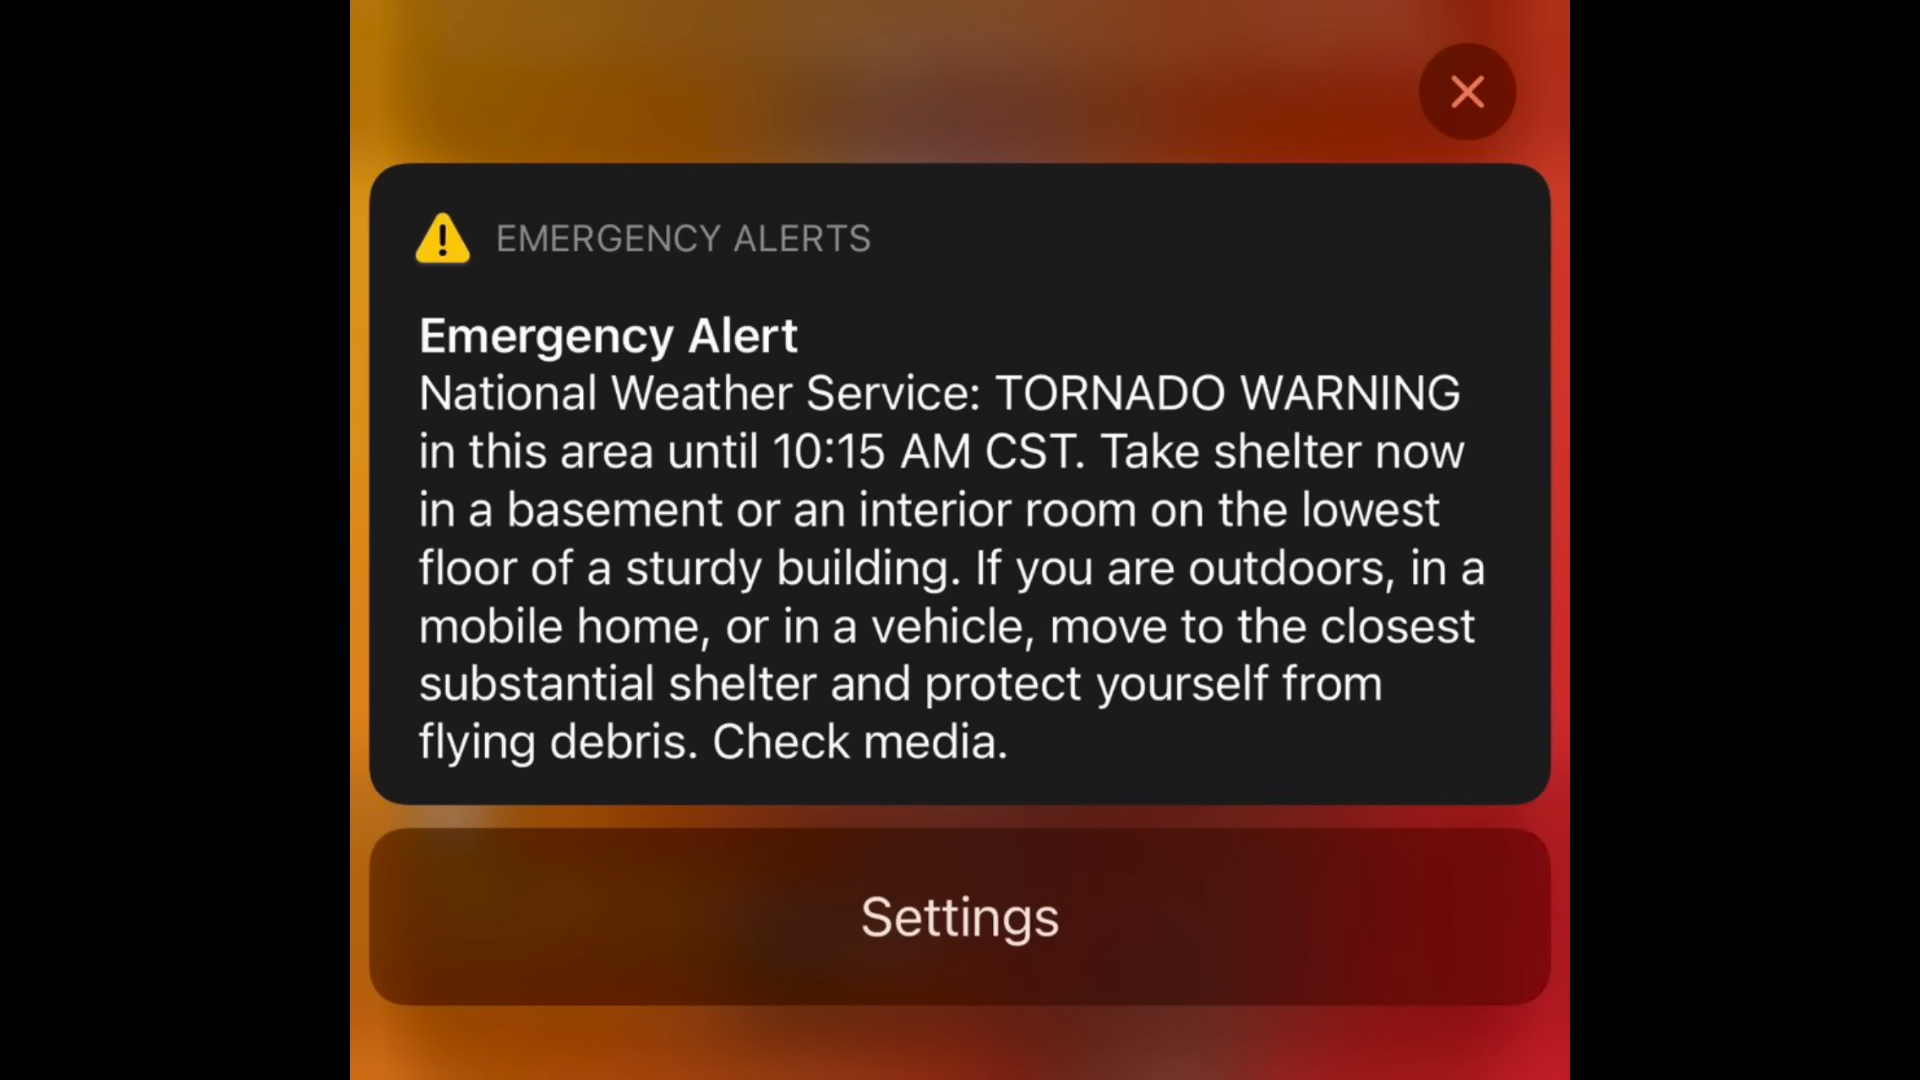 EMERGENCY ALERTS
Emergency Alert
National Weather Service: TORNADO WARNING
in this area until 10:15 AM CST. Take shelter now
in a basement or an interior room on the lowest
floor of a sturdy building. If you are outdoors, in a
mobile home, or in a vehicle, move to the closest
substantial shelter and protect yourself from
flying debris. Check media.
Settings